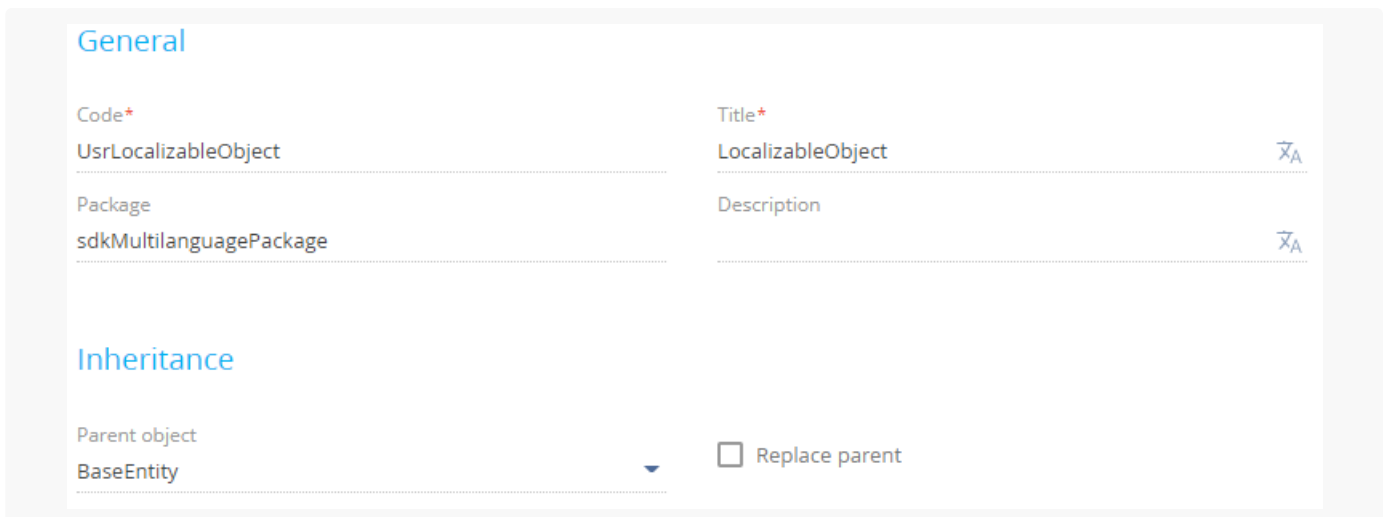 General
Code*
Title*
UsrLocalizableObject
LocalizableObject
Package
Description
sdkMultilanguagePackage
Inheritance
Parent object
BaseEntity
Replace parent